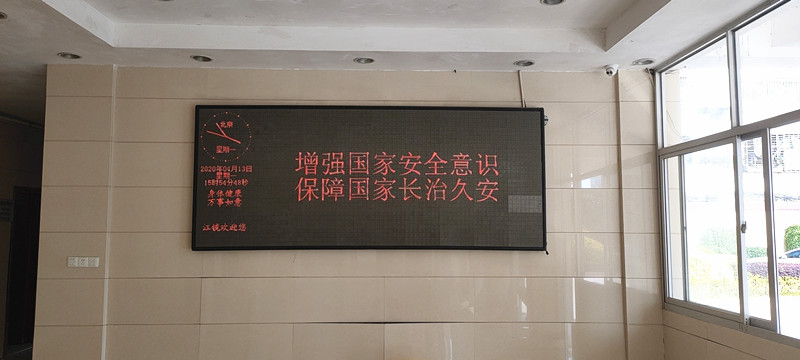 北京
星期一
2020年04月13日
星期一
15时54分48秒
身体健康
万事如意
江铙欢迎您
增强国家安全意识
保障国家长治久安